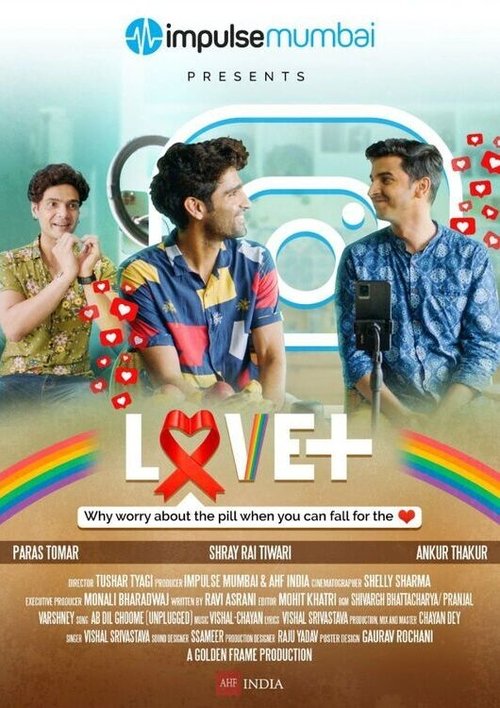 impulsemumbai
PRESENTS
LOVE+
Why worry about the pill when you can fall for the
PARAS TOMAR SHRAY RAI TIWARI ANKUR THAKUR
DIRECTOR TUSHAR TYAGI PRODUCER IMPULSE MUMBAI & AHF INDIA CINEMATOGRAPHER SHELLY SHARMA
EXECUTIVE PRODUCER MONALI BHARADWAJ WRITTEN BY RAVI ASRANI EDITOR MOHIT KHATRI BGM SHIVARGH BHATTACHARYA/ PRANJAL
VARSHNEY SONG AB DIL GHOOME (UNPLUGGED) MUSIC VISHAL-CHAYAN LYRICS VISHAL SRIVASTAVA PRODUCTION, MIX AND MASTER CHAYAN DEY
SINGER VISHAL SRIVASTAVA SOUND DESIGNER SSAMEER PRODUCTION DESIGNER RAJU YADAV POSTER DESIGN GAURAV ROCHANI
A GOLDEN FRAME PRODUCTION
AHF INDIA